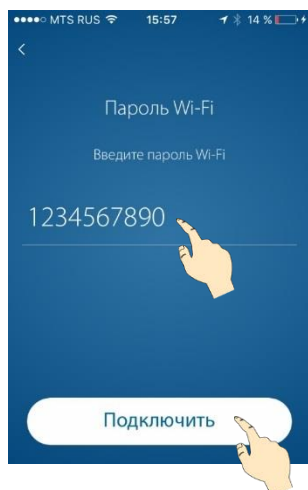 MTS RUS 15:57 14 %
Пароль Wi-Fi
Введите пароль Wi-Fi
1234567890
Подключить